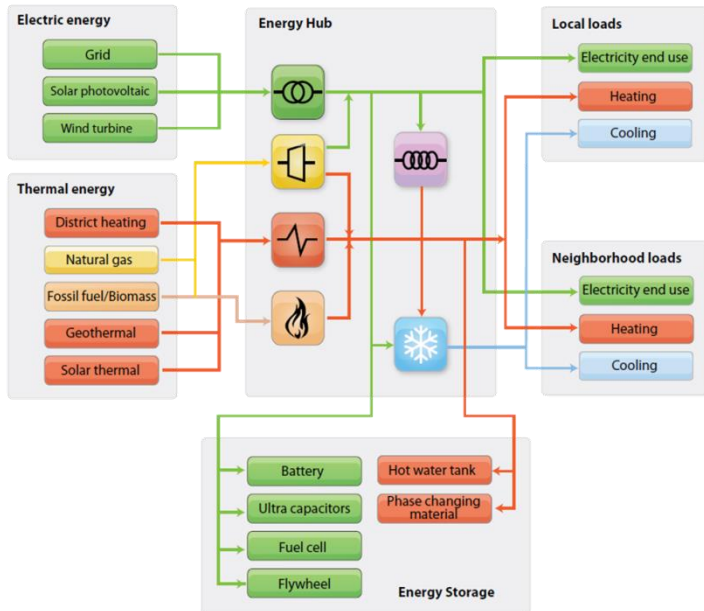 Electric energy
Grid
Solar photovoltaic
Wind turbine
Thermal energy
District heating
Natural gas
Fossil fuel/Biomass
Geothermal
Solar thermal
Energy Hub
Local loads
Electricity end use
Heating
Cooling
Neighborhood loads
Electricity end use
Heating
Cooling
Battery
Ultra capacitors
Fuel cell
Flywheel
Hot water tank
Phase changing
material
Energy Storage